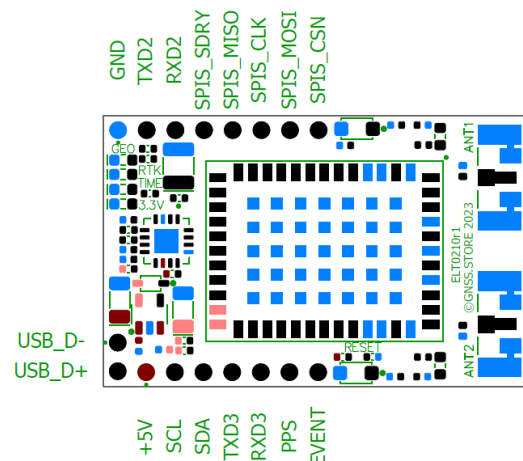 GND
TXD2
RXD2
SPIS_SDRY
SPIS_MISO
SPIS_CLK
SPIS_MOSI
SPIS_CSN
GEO
RTK
TIME
3.3V
ANT1
ELT0210r1
©GNSS.STORE 2023
ANT2
RESET
USB_D-
USB_D+
+5V
SCL
SDA
TXD3
RXD3
PPS
EVENT